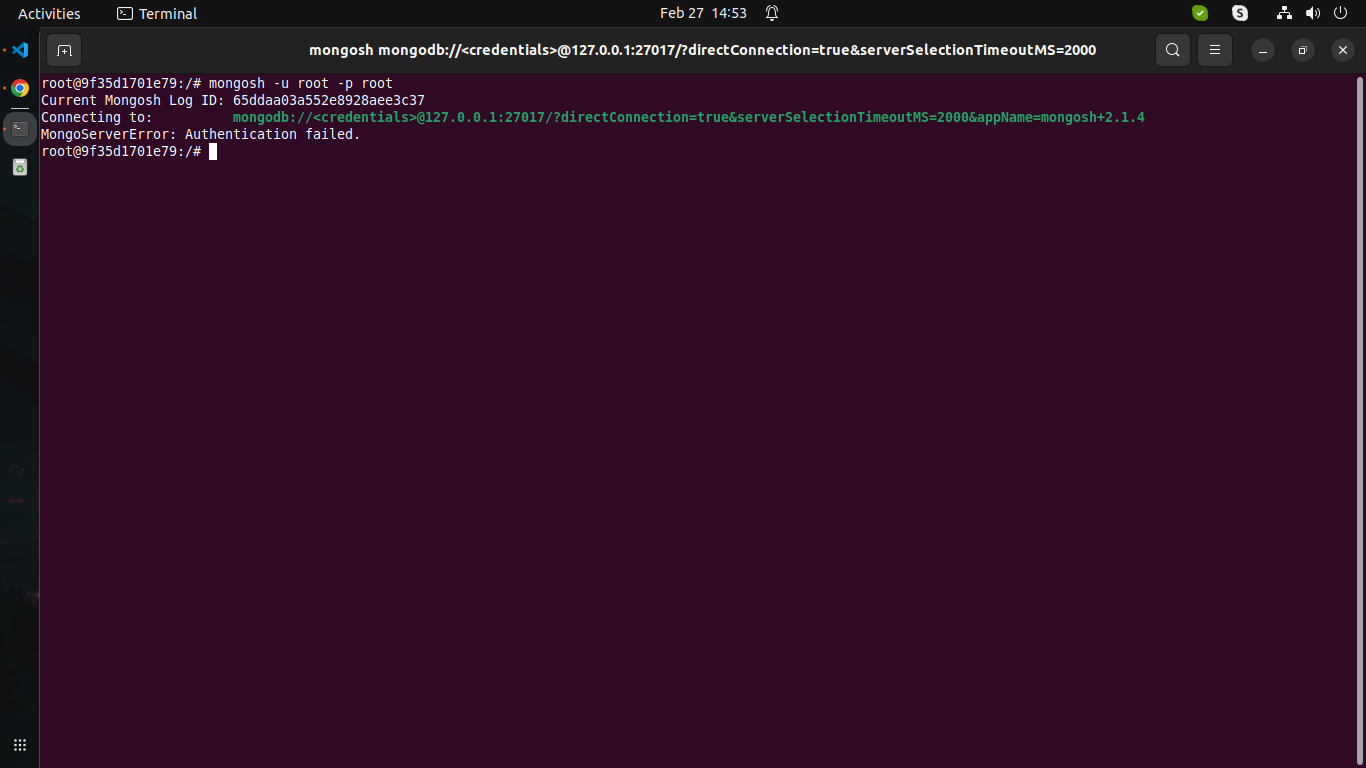 Activities
Terminal
Feb 27 14:53
S
mongosh mongodb://<credentials>@127.0.0.1:27017/?directConnection=true&serverSelectionTimeoutMS=2000
root@9f35d1701e79:/# mongosh -u root -p root
Current Mongosh Log ID: 65ddaa03a552e8928aee3c37
Connecting to: mongodb://<credentials>@127.0.0.1:27017/?directConnection=true&serverSelectionTimeoutMS=2000&appName=mongosh+2.1.4
MongoServerError: Authentication failed.
root@9f35d1701e79:/#